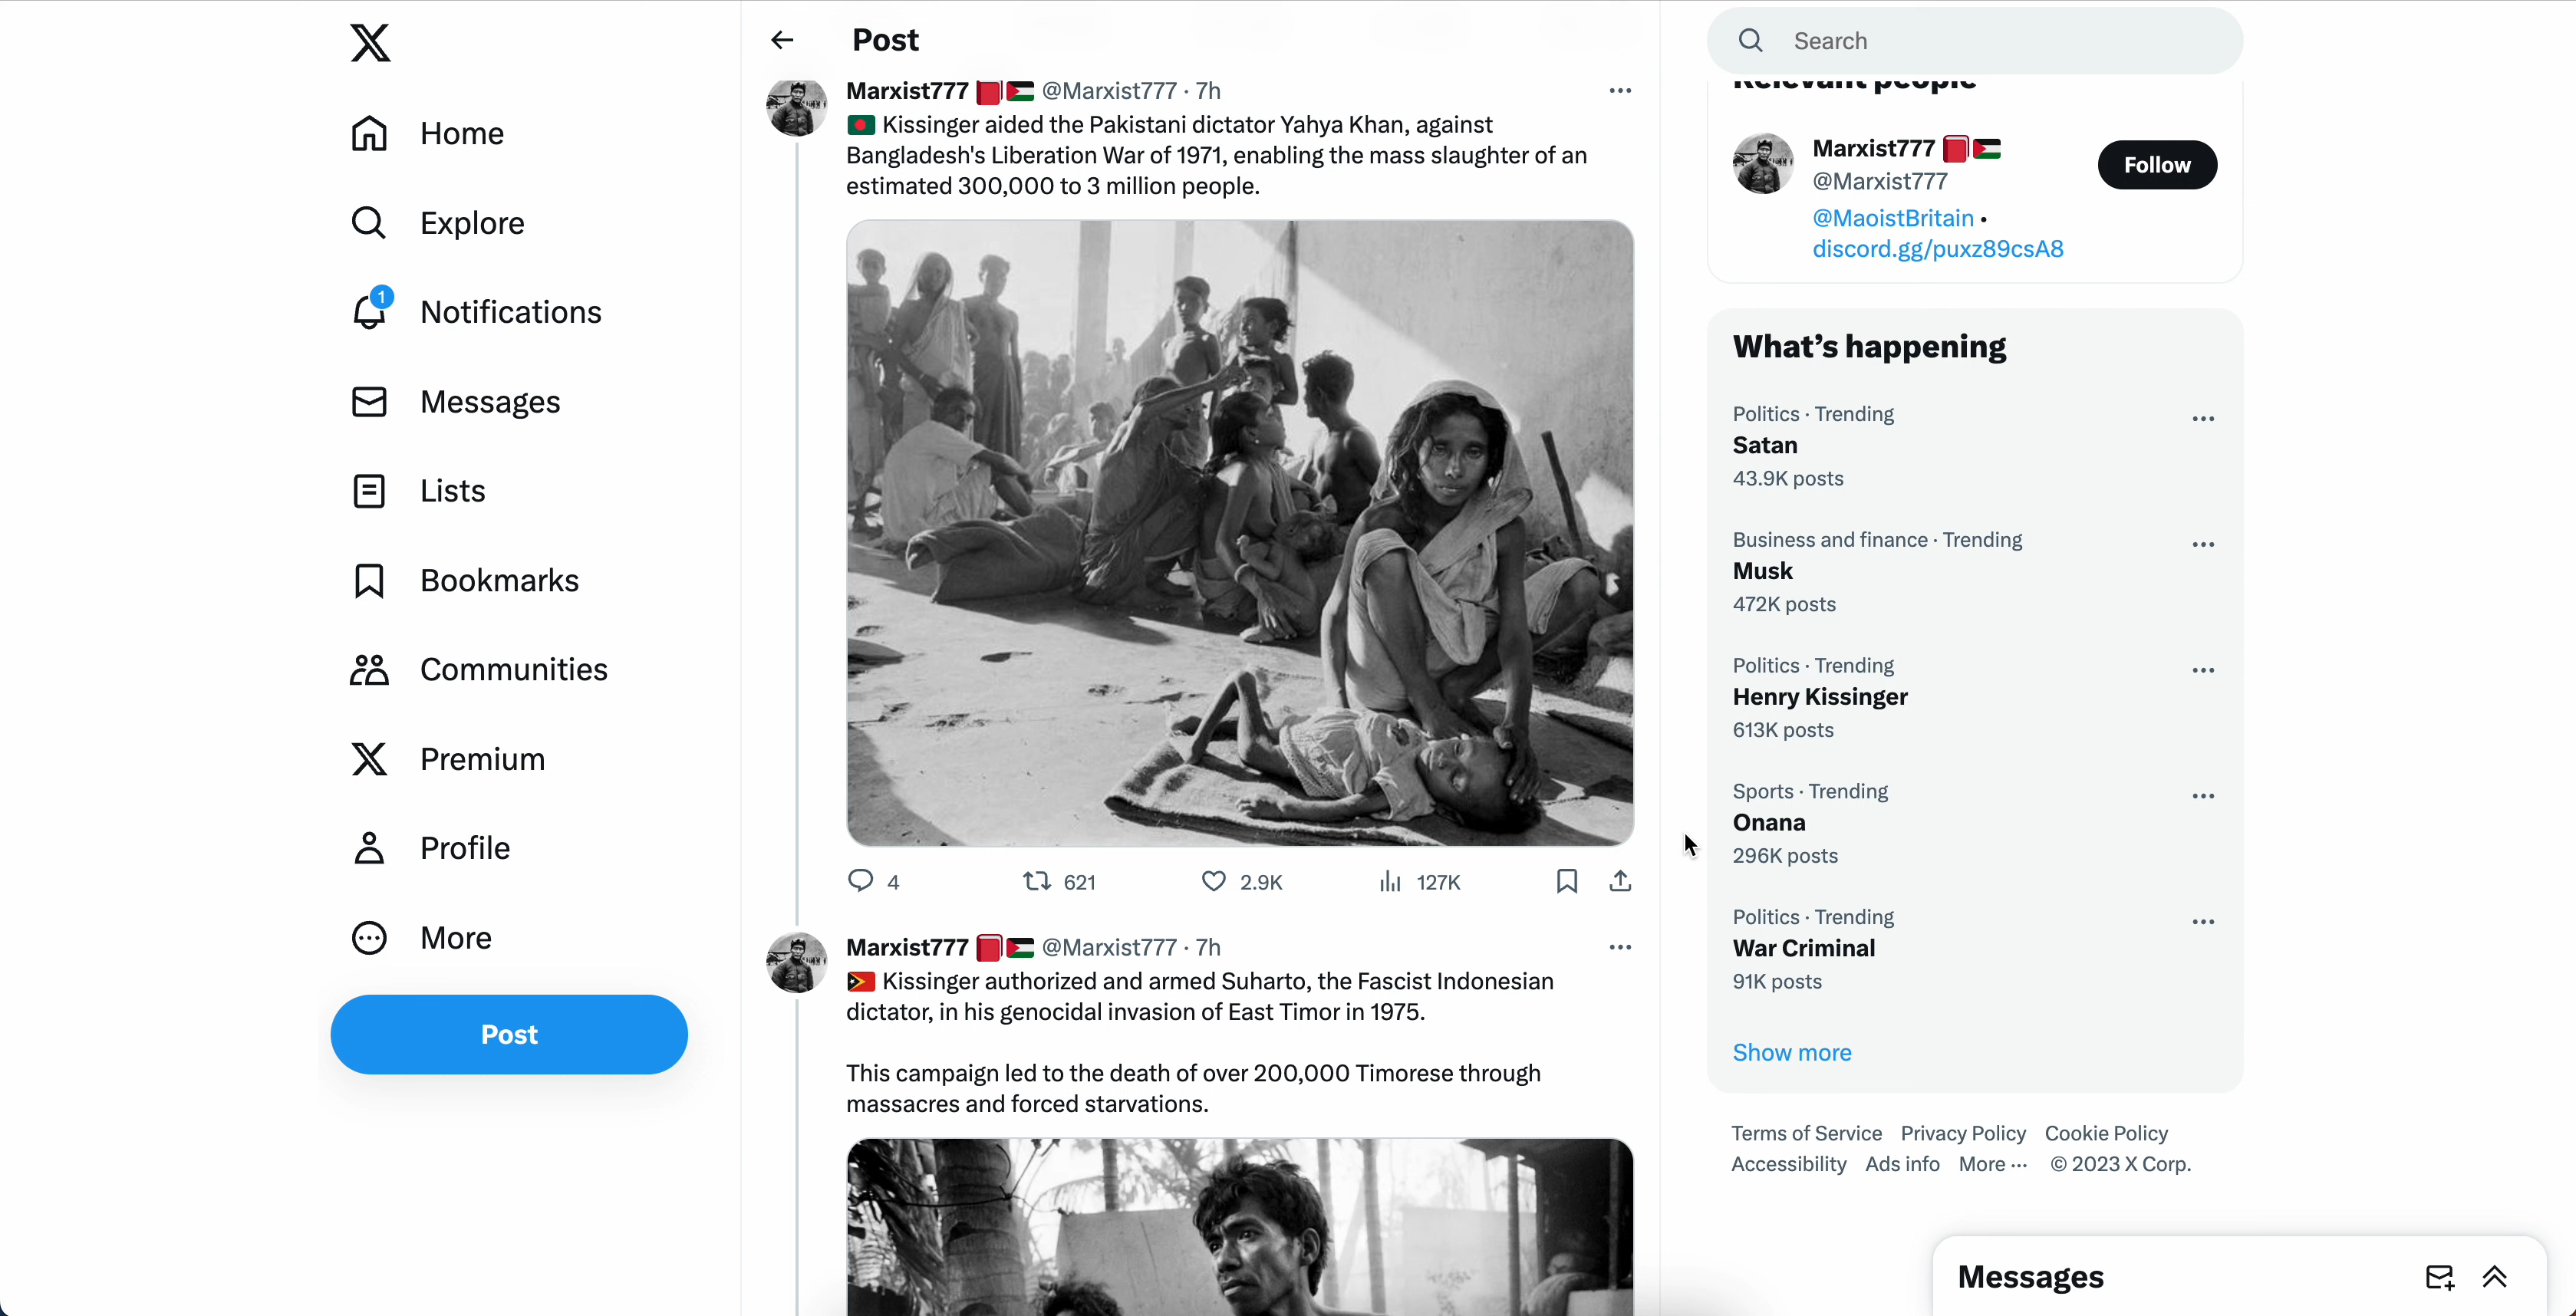 Home
Explore
1
Notifications
Messages
Lists
Bookmarks
Communities
Premium
Profile
More
Post
Post
Marxist777 @Marxist777 · 7h
Kissinger aided the Pakistani dictator Yahya Khan, against
Bangladesh's Liberation War of 1971, enabling the mass slaughter of an
estimated 300,000 to 3 million people.
4 621 2.9K 127K
Marxist777 @Marxist777 · 7h
Kissinger authorized and armed Suharto, the Fascist Indonesian
dictator, in his genocidal invasion of East Timor in 1975.
This campaign led to the death of over 200,000 Timorese through
massacres and forced starvations.
Search
Relevant people
Marxist777
@Marxist777
Follow
@MaoistBritain •
discord.gg/puxz89csA8
What's happening
Politics · Trending
Satan
43.9K posts
Business and finance · Trending
Musk
472K posts
Politics · Trending
Henry Kissinger
613K posts
Sports · Trending
Onana
296K posts
Politics · Trending
War Criminal
91K posts
Show more
Terms of Service Privacy Policy Cookie Policy
Accessibility Ads info More ··· © 2023 X Corp.
Messages